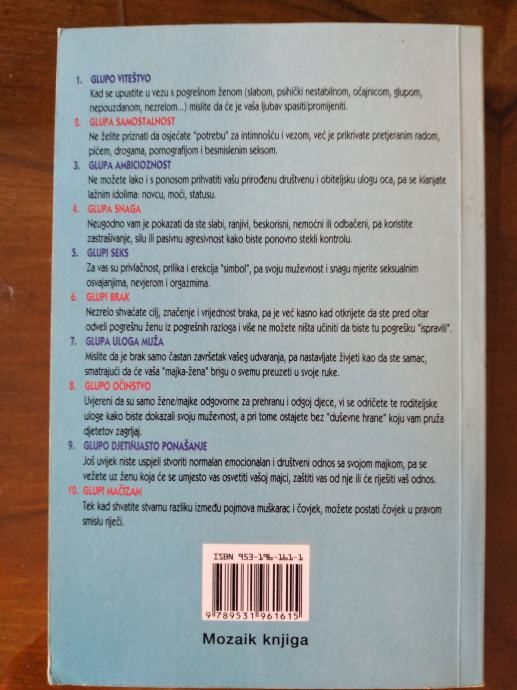 1. GLUPO VITEŠTVO
Kad se upustite u vezu s pogrešnom ženom (slabom, psihički nestabilnom, očajnicom, glupom,
nepouzdanom, nezrelom...) mislite da će je vaša ljubav spasiti/promijeniti.
2. GLUPA SAMOSTALNOST
Ne želite priznati da osjećate "potrebu" za intimnošću i vezom, već je prikrivate pretjeranim radom,
pićem, drogama, pornografijom i besmislenim seksom.
3. GLUPA AMBICIOZNOST
Ne možete lako i s ponosom prihvatiti vašu prirođenu društvenu i obiteljsku ulogu oca, pa se klanjate
lažnim idolima: novcu, moći, statusu.
4. GLUPA SNAGA
Neugodno vam je pokazati da ste slabi, ranjivi, beskorisni, nemoćni ili odbačeni, pa koristite
zastrašivanje, silu ili pasivnu agresivnost kako biste ponovno stekli kontrolu.
5. GLUPI SEKS
Za vas su privlačnost, prilika i erekcija "simbol", pa svoju muževnost i snagu mjerite seksualnim
osvajanjima, nevjerom i orgazmima.
6. GLUPI BRAK
Nezrelo shvaćate cilj, značenje i vrijednost braka, pa je već kasno kad otkrijete da ste pred oltar
odveli pogrešnu ženu iz pogrešnih razloga i više ne možete ništa učiniti da biste tu pogrešku "ispravili".
7. GLUPA ULOGA MUŽA
Mislite da je brak samo častan završetak vašeg udvaranja, pa nastavljate živjeti kao da ste samac,
smatrajući da će vaša "majka-žena" brigu o svemu preuzeti u svoje ruke.
8. GLUPO OČINSTVO
Uvjereni da su samo žene/majke odgovorne za prehranu i odgoj djece, vi se odričete te roditeljske
uloge kako biste dokazali svoju muževnost, a pri tome ostajete bez "duševne hrane" koju vam pruža
djetetov zagrljaj.
9. GLUPO DJETINJASTO PONAŠANJE
Još uvijek niste uspjeli stvoriti normalan emocionalan i društveni odnos sa svojom majkom, pa se
vežete uz ženu koja će se umjesto vas osvetiti vašoj majci, zaštiti vas od nje ili će riješiti vaš odnos.
10. GLUPI MAČIZAM
Tek kad shvatite stvarnu razliku između pojmova muškarac i čovjek, možete postati čovjek u pravom
smislu riječi.
ISBN 953-196-161-1
9 789531 961615
Mozaik knjiga